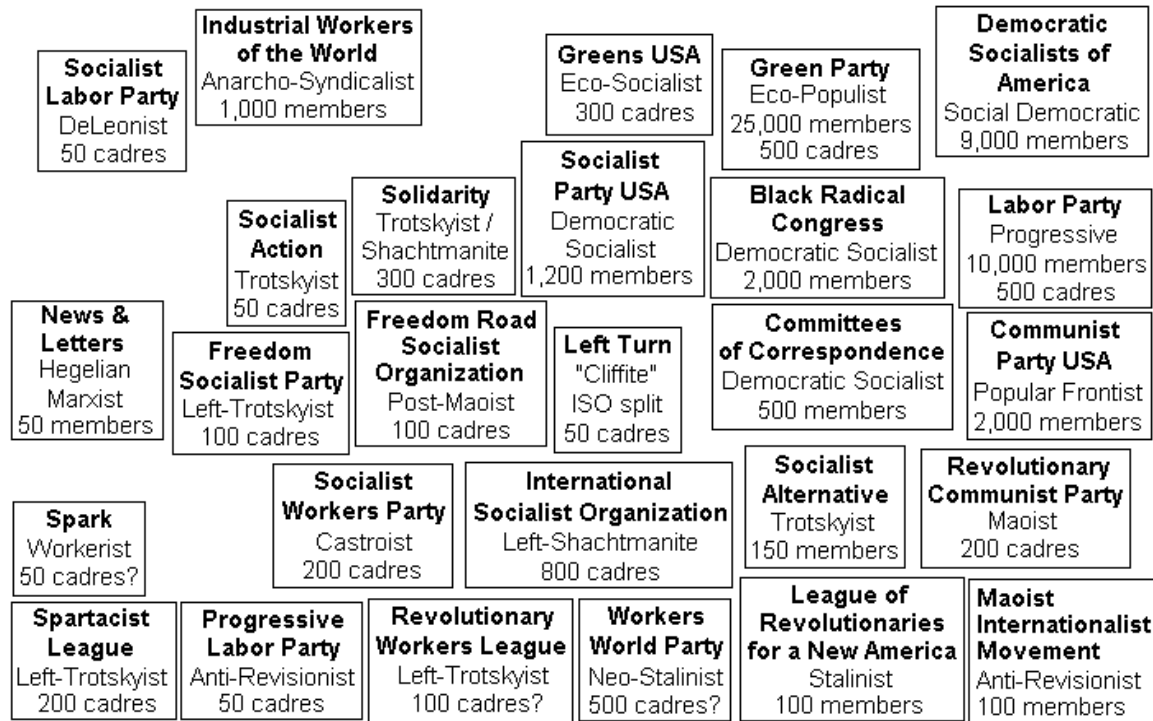 Socialist
Labor Party
DeLeonist
50 cadres
Industrial Workers
of the World
Anarcho-Syndicalist
1,000 members
Greens USA
Eco-Socialist
300 cadres
Green Party
Eco-Populist
25,000 members
500 cadres
Democratic
Socialists of
America
Social Democratic
9,000 members
Socialist
Action
Trotskyist
50 cadres
Solidarity
Trotskyist /
Shachtmanite
300 cadres
Socialist
Party USA
Democratic
Socialist
1,200 members
Black Radical
Congress
Democratic Socialist
2,000 members
Labor Party
Progressive
10,000 members
500 cadres
News &
Letters
Hegelian
Marxist
50 members
Freedom
Socialist Party
Left-Trotskyist
100 cadres
Freedom Road
Socialist
Organization
Post-Maoist
100 cadres
Left Turn
"Cliffite"
ISO split
50 cadres
Committees
of Correspondence
Democratic Socialist
500 members
Communist
Party USA
Popular Frontist
2,000 members
Spark
Workerist
50 cadres?
Socialist
Workers Party
Castroist
200 cadres
International
Socialist Organization
Left-Shachtmanite
800 cadres
Socialist
Alternative
Trotskyist
150 members
Revolutionary
Communist Party
Maoist
200 cadres
Spartacist
League
Left-Trotskyist
200 cadres
Progressive
Labor Party
Anti-Revisionist
50 cadres
Revolutionary
Workers League
Left-Trotskyist
100 cadres?
Workers
World Party
Neo-Stalinist
500 cadres?
League of
Revolutionaries
for a New America
Stalinist
100 members
Maoist
Internationalist
Movement
Anti-Revisionist
100 members